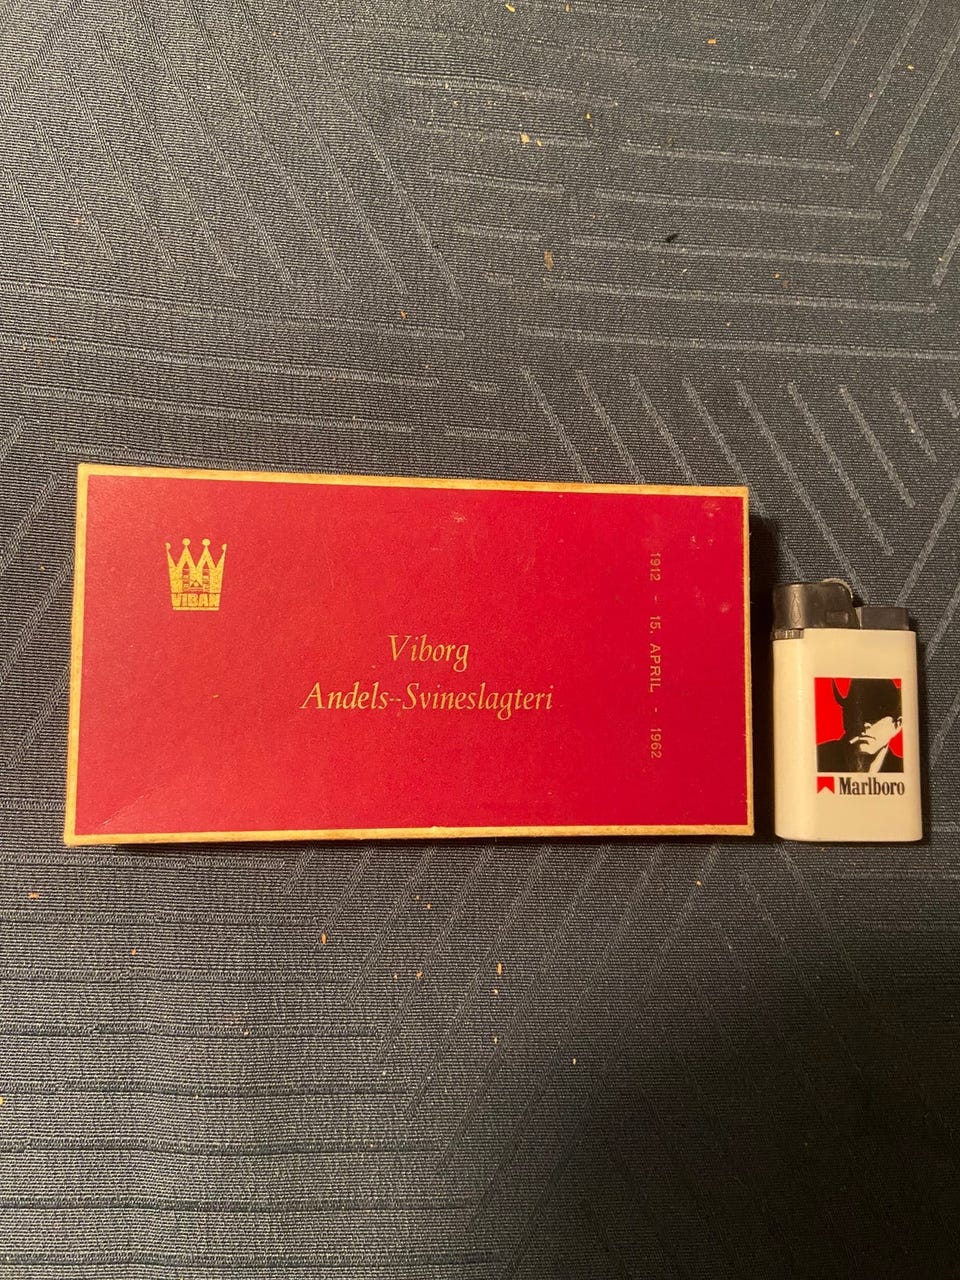 VIBAN
Viborg
Andels-Svineslagteri
1912 - 15. APRIL - 1962
Marlboro